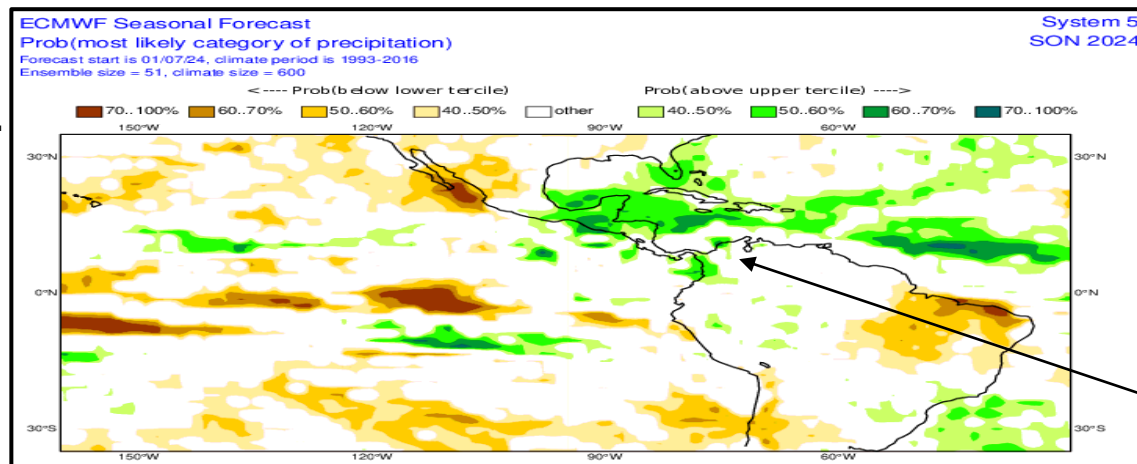 ECMWF Seasonal Forecast
System 5
Prob(most likely category of precipitation)
SON 2024
Forecast start is 01/07/24, climate period is 1993-2016
Ensemble size = 51, climate size = 600
<---- Prob(below lower tercile)
Prob(above upper tercile) ---->
70..100% 60..70% 50..60% 40..50% other 40..50% 50..60% 60..70% 70..100%
150°W 120°W 90°W 60°W
30°N 30°N
0°N 0°N
30°S 30°S
150°W 120°W 90°W 60°W